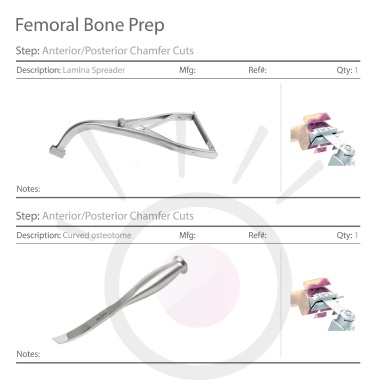 Femoral Bone Prep
Step: Anterior/Posterior Chamfer Cuts
Description: Lamina Spreader Mfg: Ref#: Qty: 1
Notes:
Step: Anterior/Posterior Chamfer Cuts
Description: Curved osteotome Mfg: Ref#: Qty: 1
Notes: